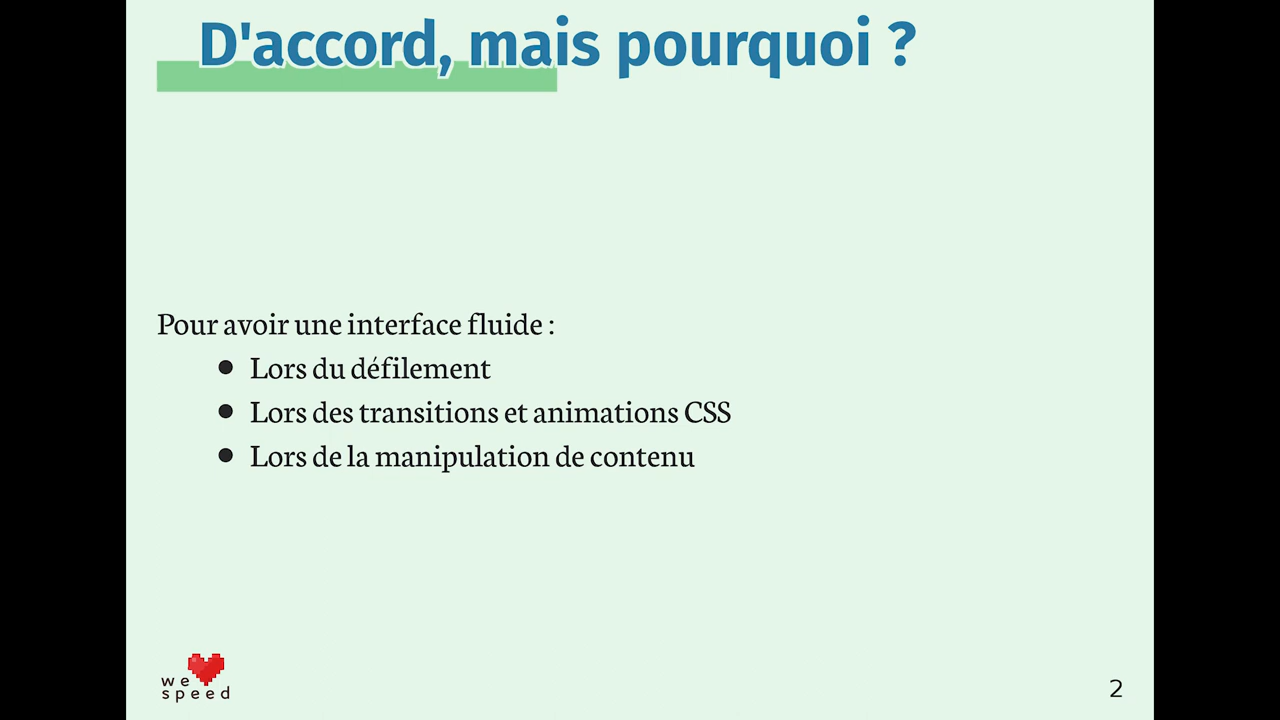 D'accord, mais pourquoi ?
Pour avoir une interface fluide :
● Lors du défilement
● Lors des transitions et animations CSS
● Lors de la manipulation de contenu
we
speed
2